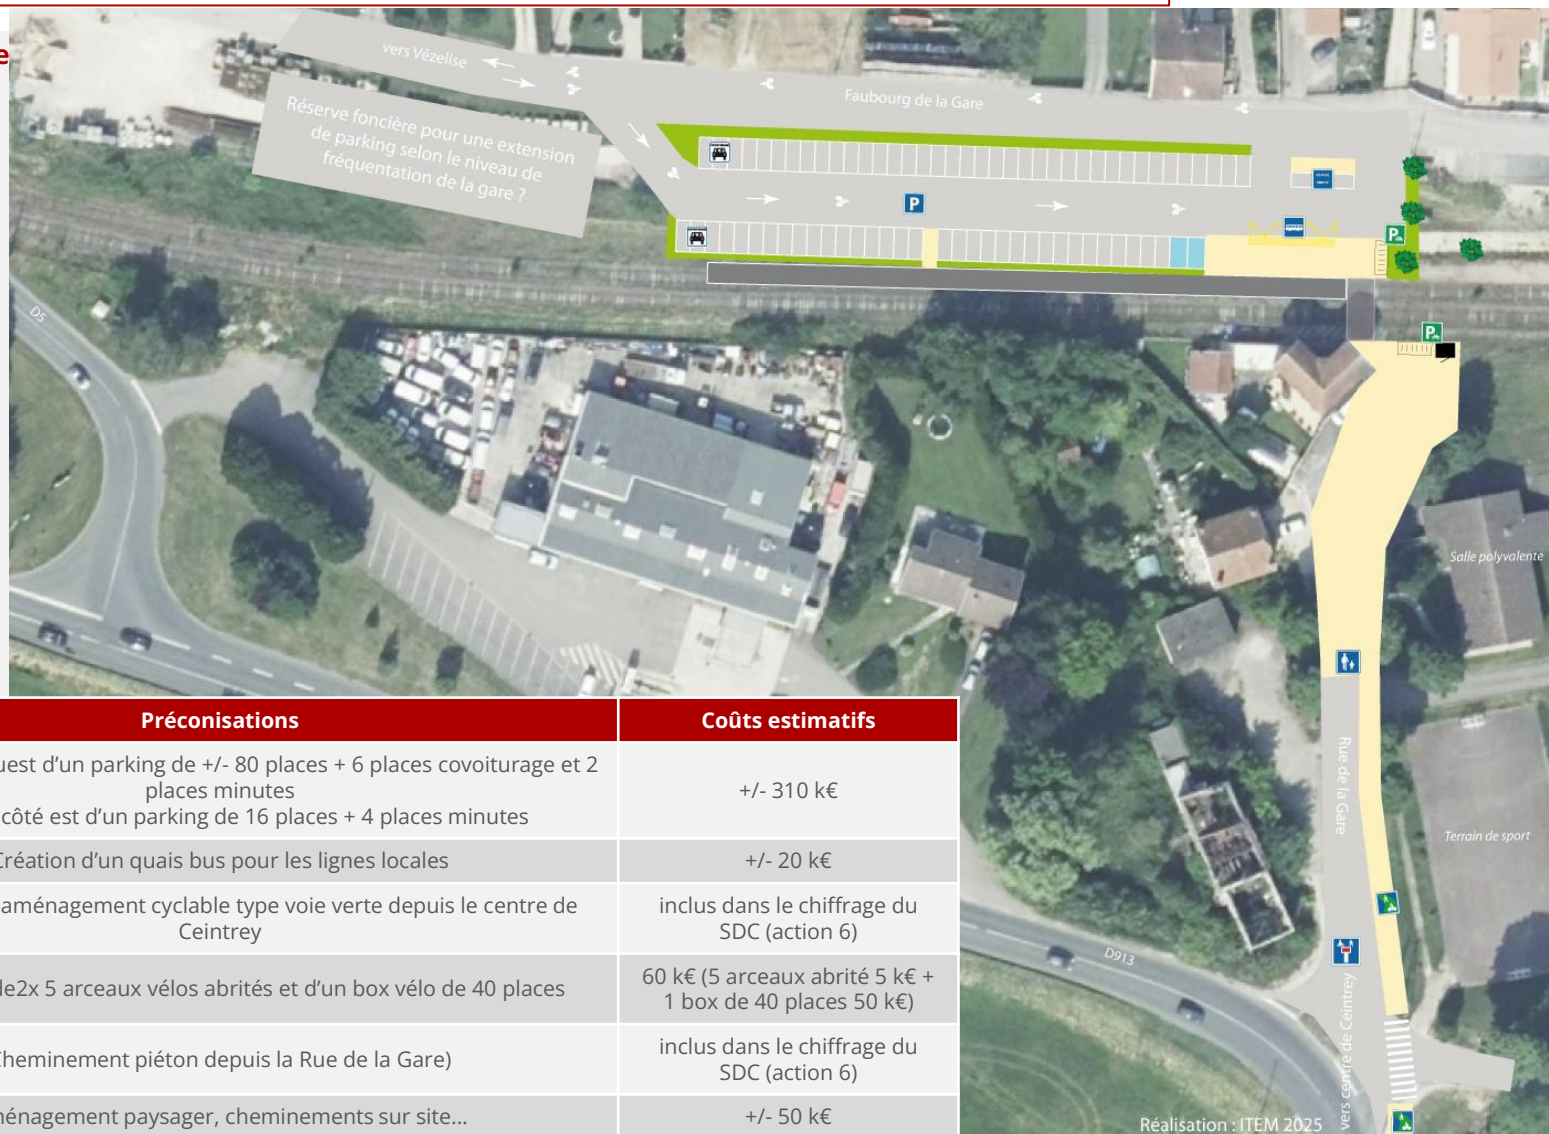 e
vers Vézelise
Faubourg de la Gare
Réserve foncière pour une extension
de parking selon le niveau de
fréquentation de la gare ?
P
P
P
D5
Salle polyvalente
Rue de la Gare
Terrain de sport
D913
vers centre de Ceintrey
Réalisation : ITEM 2025
Préconisations
Coûts estimatifs
uest d’un parking de +/- 80 places + 6 places covoiturage et 2
places minutes
côté est d’un parking de 16 places + 4 places minutes
+/- 310 k€
Création d’un quais bus pour les lignes locales
+/- 20 k€
aménagement cyclable type voie verte depuis le centre de
Ceintrey
inclus dans le chiffrage du
SDC (action 6)
de2x 5 arceaux vélos abrités et d’un box vélo de 40 places
60 k€ (5 arceaux abrité 5 k€ +
1 box de 40 places 50 k€)
Cheminement piéton depuis la Rue de la Gare)
inclus dans le chiffrage du
SDC (action 6)
ménagement paysager, cheminements sur site...
+/- 50 k€